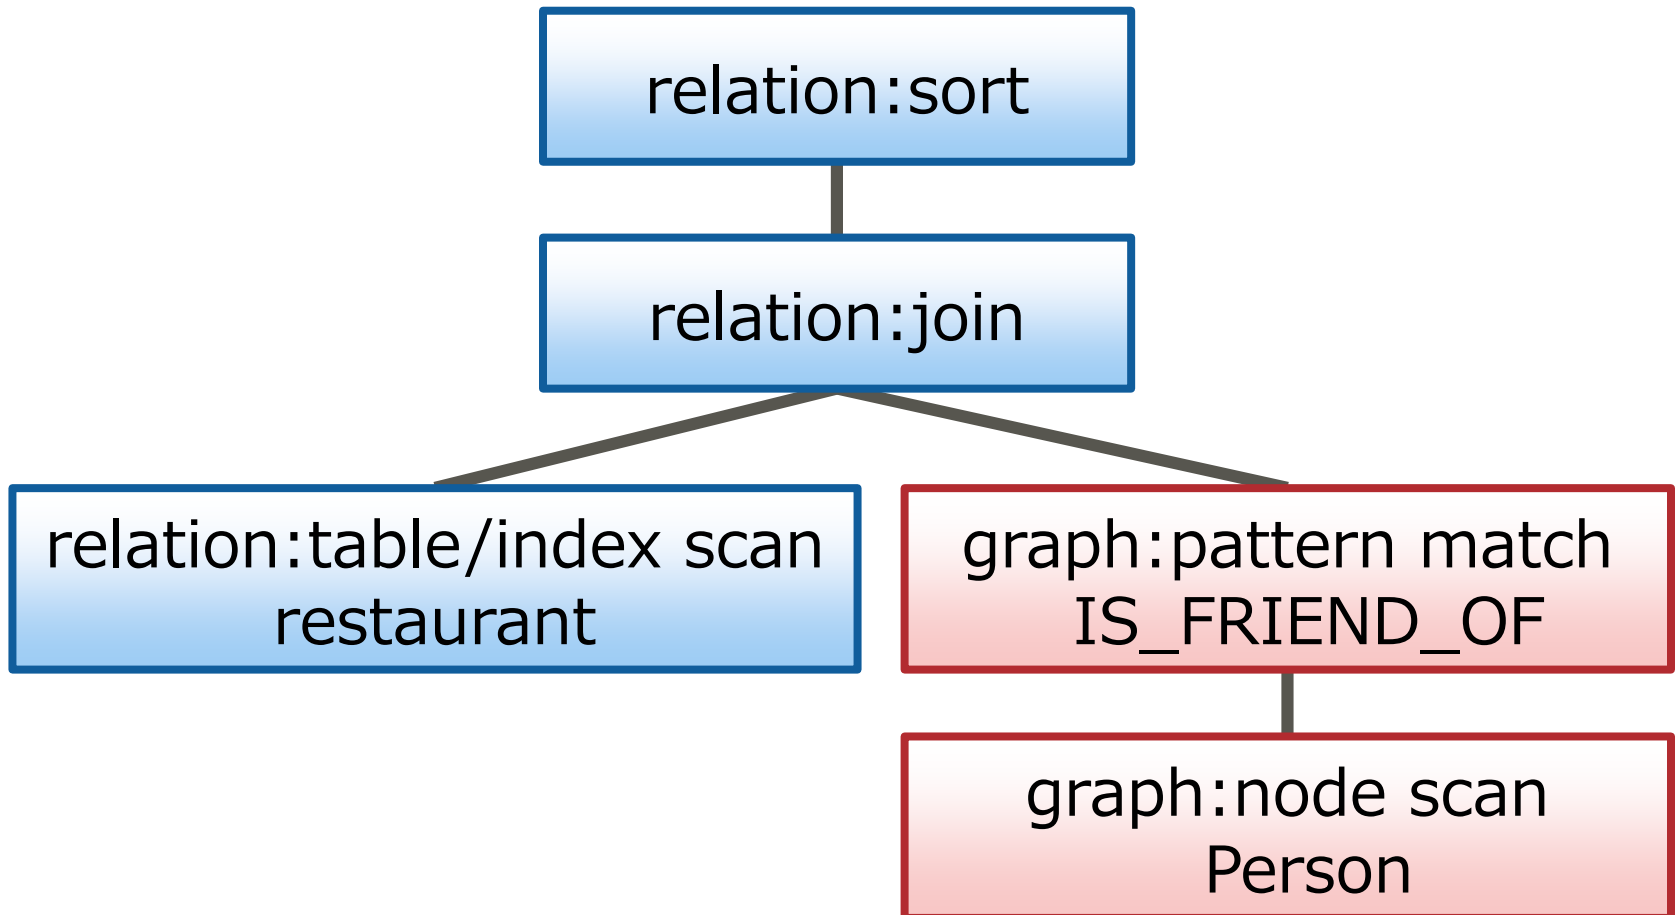 relation:sort
relation:join
relation:table/index scan
restaurant
graph:pattern match
IS_FRIEND_OF
graph:node scan
Person